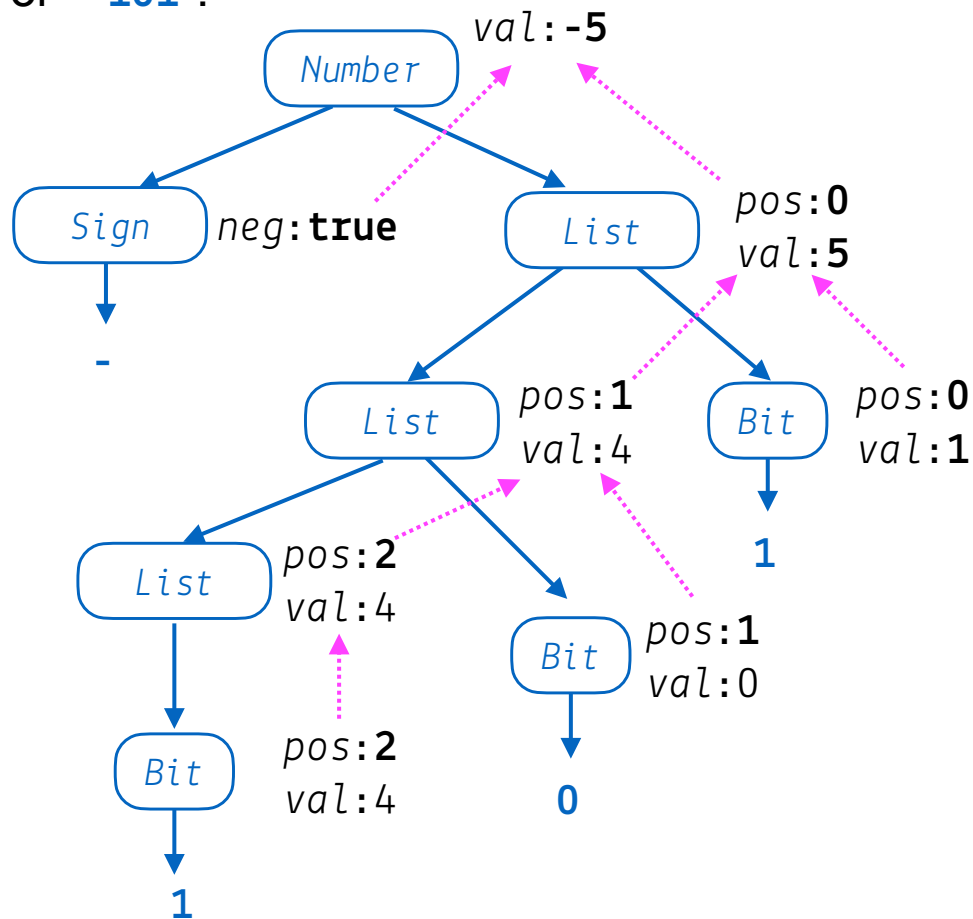 or "-101":
val:-5
Number
Sign
neg:true
List
pos:0
val:5
-
List
pos:1
val:4
Bit
pos:0
val:1
List
pos:2
val:4
1
Bit
pos:1
val:0
Bit
pos:2
val:4
0
1